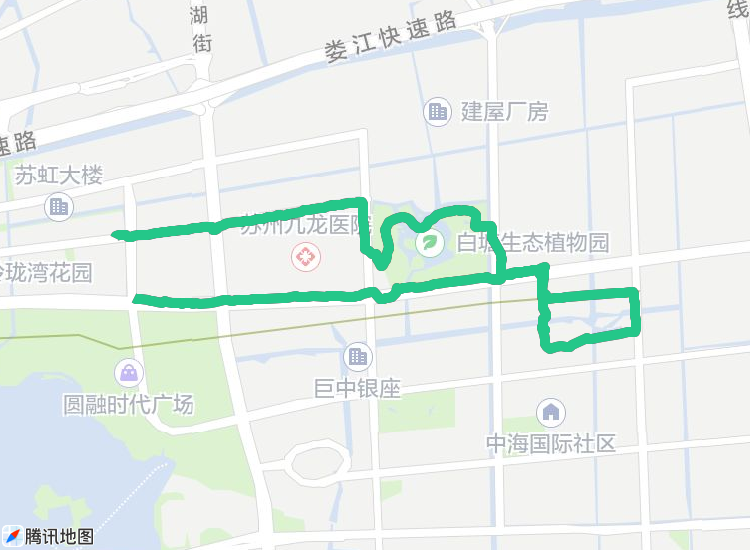 湖街
线
娄江快速路
建屋厂房
速路
苏虹大楼
苏州九龙医院
白塘生态植物园
玲珑湾花园
圆融时代广场
巨中银座
中海国际社区
腾讯地图